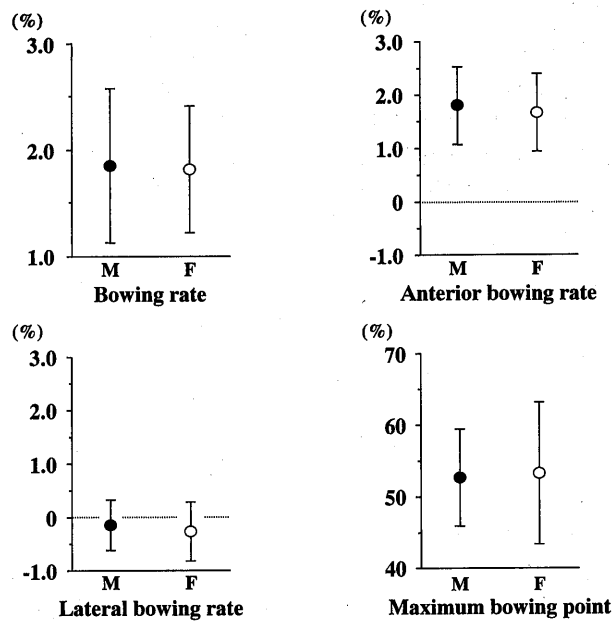 (%)
3.0
2.0
1.0
M F
Bowing rate
(%)
3.0
2.0
1.0
0
-1.0
M F
Anterior bowing rate
(%)
3.0
2.0
1.0
0
-1.0
M F
Lateral bowing rate
(%)
70
60
50
40
M F
Maximum bowing point